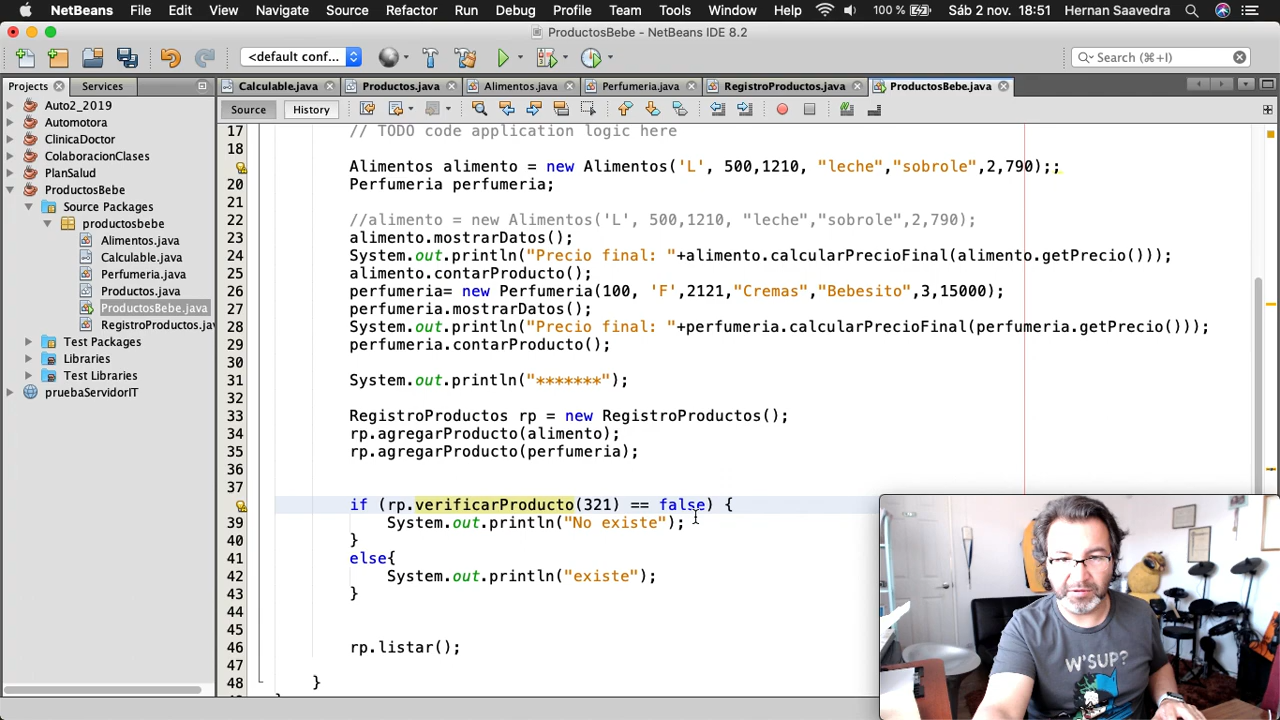 NetBeans File Edit View Navigate Source Refactor Run Debug Profile Team Tools Window Help 100 % Sáb 2 nov. 18:51 Hernan Saavedra
ProductosBebe - NetBeans IDE 8.2
<default conf... Search (⌘+I)
Projects Services Calculable.java Productos.java Alimentos.java Perfumeria.java RegistroProductos.java ProductosBebe.java
Source History
Auto2_2019
Automotora
ClinicaDoctor
ColaboracionClases
PlanSalud
ProductosBebe
Source Packages
productosbebe
Alimentos.java
Calculable.java
Perfumeria.java
Productos.java
ProductosBebe.java
RegistroProductos.jav
Test Packages
Libraries
Test Libraries
pruebaServidorIT
17 // TODO code application logic here
18
Alimentos alimento = new Alimentos('L', 500,1210, "leche","sobrole",2,790);;
20 Perfumeria perfumeria;
21
22 //alimento = new Alimentos('L', 500,1210, "leche","sobrole",2,790);
23 alimento.mostrarDatos();
24 System.out.println("Precio final: "+alimento.calcularPrecioFinal(alimento.getPrecio()));
25 alimento.contarProducto();
26 perfumeria= new Perfumeria(100, 'F',2121,"Cremas","Bebesito",3,15000);
27 perfumeria.mostrarDatos();
28 System.out.println("Precio final: "+perfumeria.calcularPrecioFinal(perfumeria.getPrecio()));
29 perfumeria.contarProducto();
30
31 System.out.println("*******");
32
33 RegistroProductos rp = new RegistroProductos();
34 rp.agregarProducto(alimento);
35 rp.agregarProducto(perfumeria);
36
37
if (rp.verificarProducto(321) == false) {
39 System.out.println("No existe");
40 }
41 else{
42 System.out.println("existe");
43 }
44
45
46 rp.listar();
47
48 }
W'SUP?